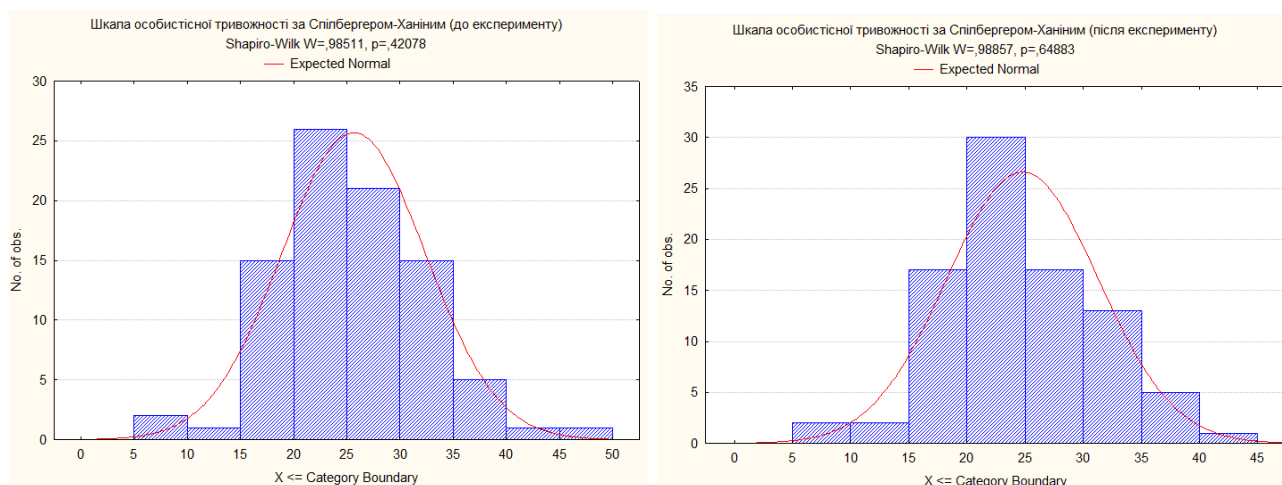 Шкала особистісної тривожності за Спілбергером-Ханіним (до експерименту)
Shapiro-Wilk W=,98511, p=,42078
Expected Normal
30
25
20
15
10
5
0
No. of obs.
0 5 10 15 20 25 30 35 40 45 50
X <= Category Boundary
Шкала особистісної тривожності за Спілбергером-Ханіним (після експерименту)
Shapiro-Wilk W=,98857, p=,64883
Expected Normal
35
30
25
20
15
10
5
0
No. of obs.
0 5 10 15 20 25 30 35 40 45
X <= Category Boundary